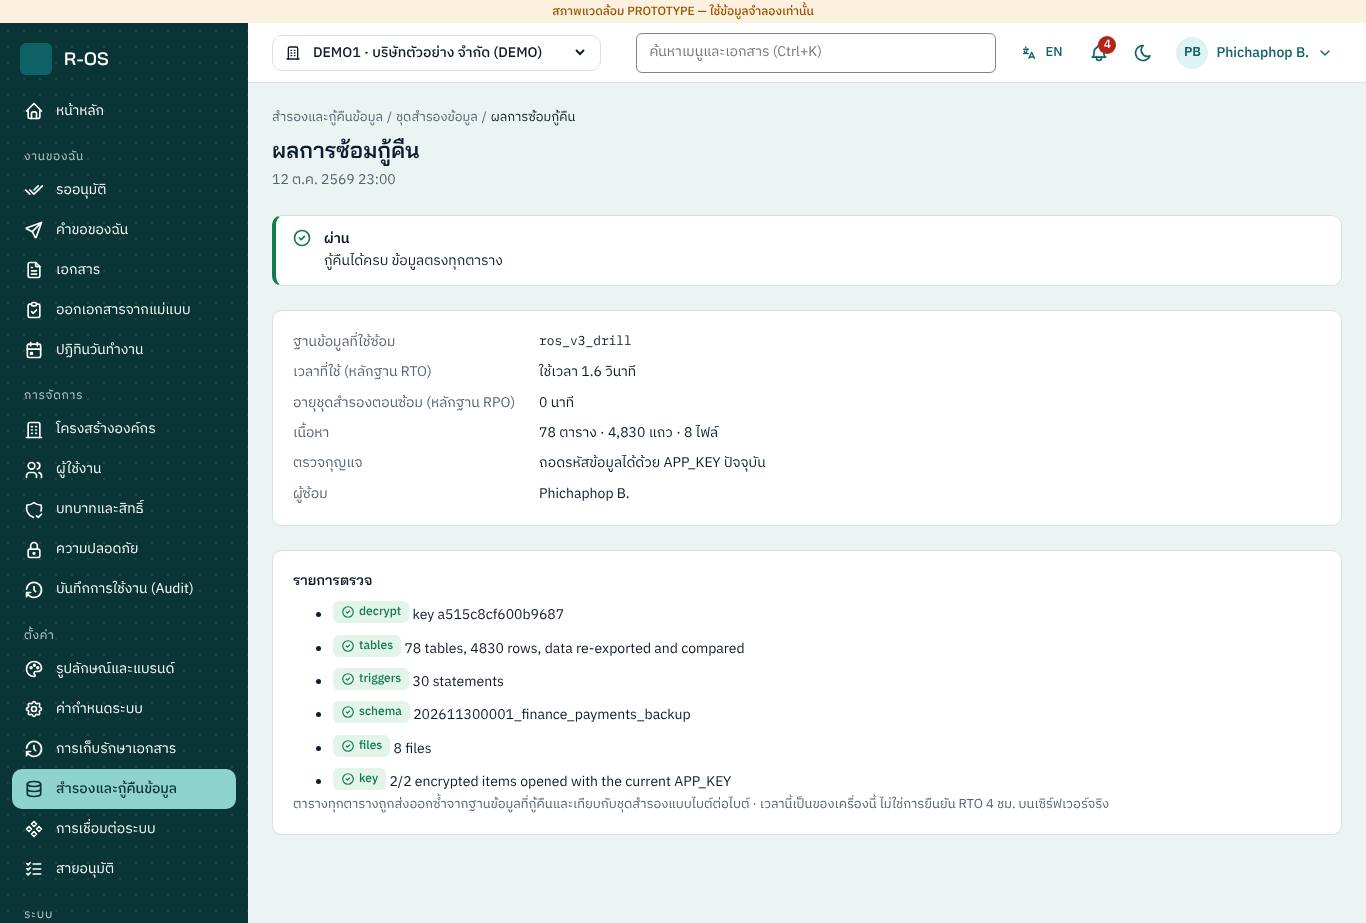 สภาพแวดล้อม PROTOTYPE — ใช้ข้อมูลจำลองเท่านั้น
R-OS
หน้าหลัก
งานของฉัน
รออนุมัติ
คำขอของฉัน
เอกสาร
ออกเอกสารจากแม่แบบ
ปฏิทินวันทำงาน
การจัดการ
โครงสร้างองค์กร
ผู้ใช้งาน
บทบาทและสิทธิ์
ความปลอดภัย
บันทึกการใช้งาน (Audit)
ตั้งค่า
รูปลักษณ์และแบรนด์
ค่ากำหนดระบบ
การเก็บรักษาเอกสาร
สำรองและกู้คืนข้อมูล
การเชื่อมต่อระบบ
สายอนุมัติ
ระบบ
DEMO1 · บริษัทตัวอย่าง จำกัด (DEMO)
ค้นหาเมนูและเอกสาร (Ctrl+K)
EN
4
PB Phichaphop B.
สำรองและกู้คืนข้อมูล / ชุดสำรองข้อมูล / ผลการซ้อมกู้คืน
ผลการซ้อมกู้คืน
12 ต.ค. 2569 23:00
ผ่าน
กู้คืนได้ครบ ข้อมูลตรงทุกตาราง
ฐานข้อมูลที่ใช้ซ้อม ros_v3_drill
เวลาที่ใช้ (หลักฐาน RTO) ใช้เวลา 1.6 วินาที
อายุชุดสำรองตอนซ้อม (หลักฐาน RPO) 0 นาที
เนื้อหา 78 ตาราง · 4,830 แถว · 8 ไฟล์
ตรวจกุญแจ ถอดรหัสข้อมูลได้ด้วย APP_KEY ปัจจุบัน
ผู้ซ้อม Phichaphop B.
รายการตรวจ
decrypt key a515c8cf600b9687
tables 78 tables, 4830 rows, data re-exported and compared
triggers 30 statements
schema 202611300001_finance_payments_backup
files 8 files
key 2/2 encrypted items opened with the current APP_KEY
ตารางทุกตารางถูกส่งออกซ้ำจากฐานข้อมูลที่กู้คืนและเทียบกับชุดสำรองแบบไบต์ต่อไบต์ · เวลานี้เป็นของเครื่องนี้ ไม่ใช่การยืนยัน RTO 4 ชม. บนเซิร์ฟเวอร์จริง